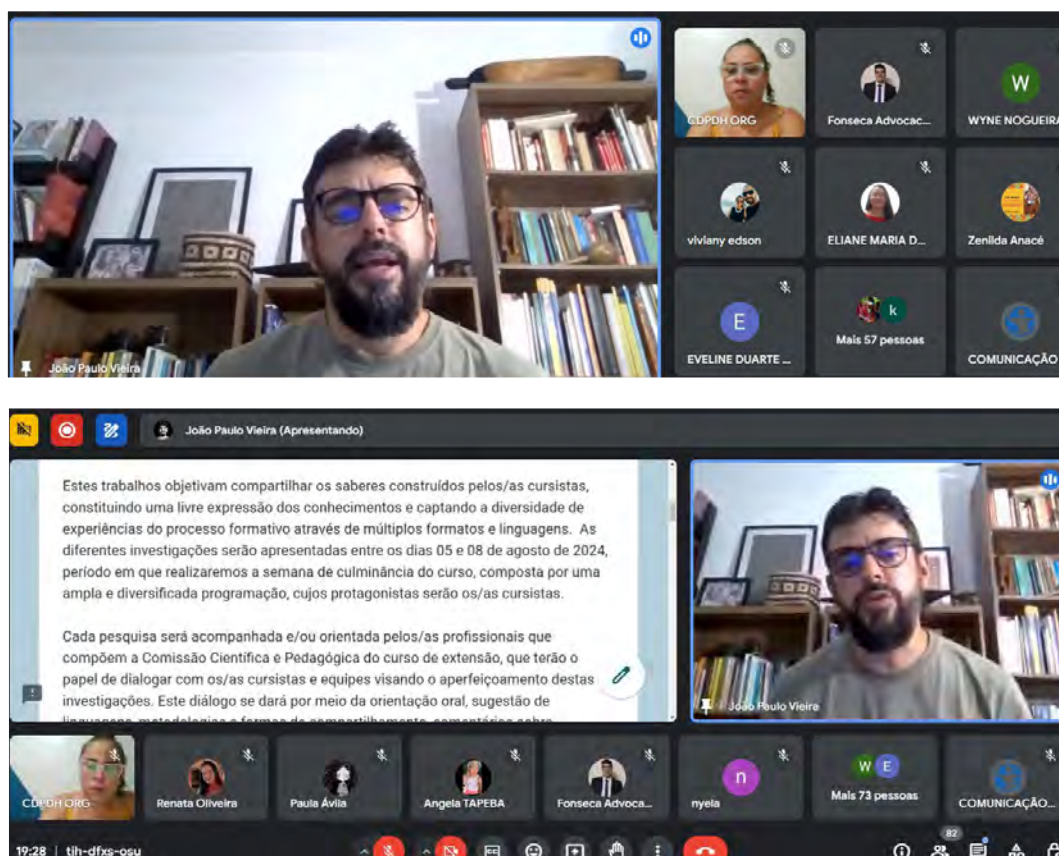 CDPDH ORG
Fonseca Advocac...
WYNE NOGUEIRA
W
viviany edson
ELIANE MARIA D...
Zenilda Anacé
E
k
EVELINE DUARTE ...
Mais 57 pessoas
COMUNICAÇÃO
João Paulo Vieira
João Paulo Vieira (Apresentando)
Estes trabalhos objetivam compartilhar os saberes construídos pelos/as cursistas,
constituindo uma livre expressão dos conhecimentos e captando a diversidade de
experiências do processo formativo através de múltiplos formatos e linguagens. As
diferentes investigações serão apresentadas entre os dias 05 e 08 de agosto de 2024,
período em que realizaremos a semana de culminância do curso, composta por uma
ampla e diversificada programação, cujos protagonistas serão os/as cursistas.
Cada pesquisa será acompanhada e/ou orientada pelos/as profissionais que
compõem a Comissão Científica e Pedagógica do curso de extensão, que terão o
papel de dialogar com os/as cursistas e equipes visando o aperfeiçoamento destas
investigações. Este diálogo se dará por meio da orientação oral, sugestão de
linguagens, metodologias e formas de compartilhamento, comentários sobre
João Paulo Vieira
n
W E
CDPDH ORG
Renata Oliveira
Paula Ávila
Angela TAPEBA
Fonseca Advoca...
nyela
Mais 73 pessoas
COMUNICAÇÃO...
19:28 | tih-dfxs-osu
82